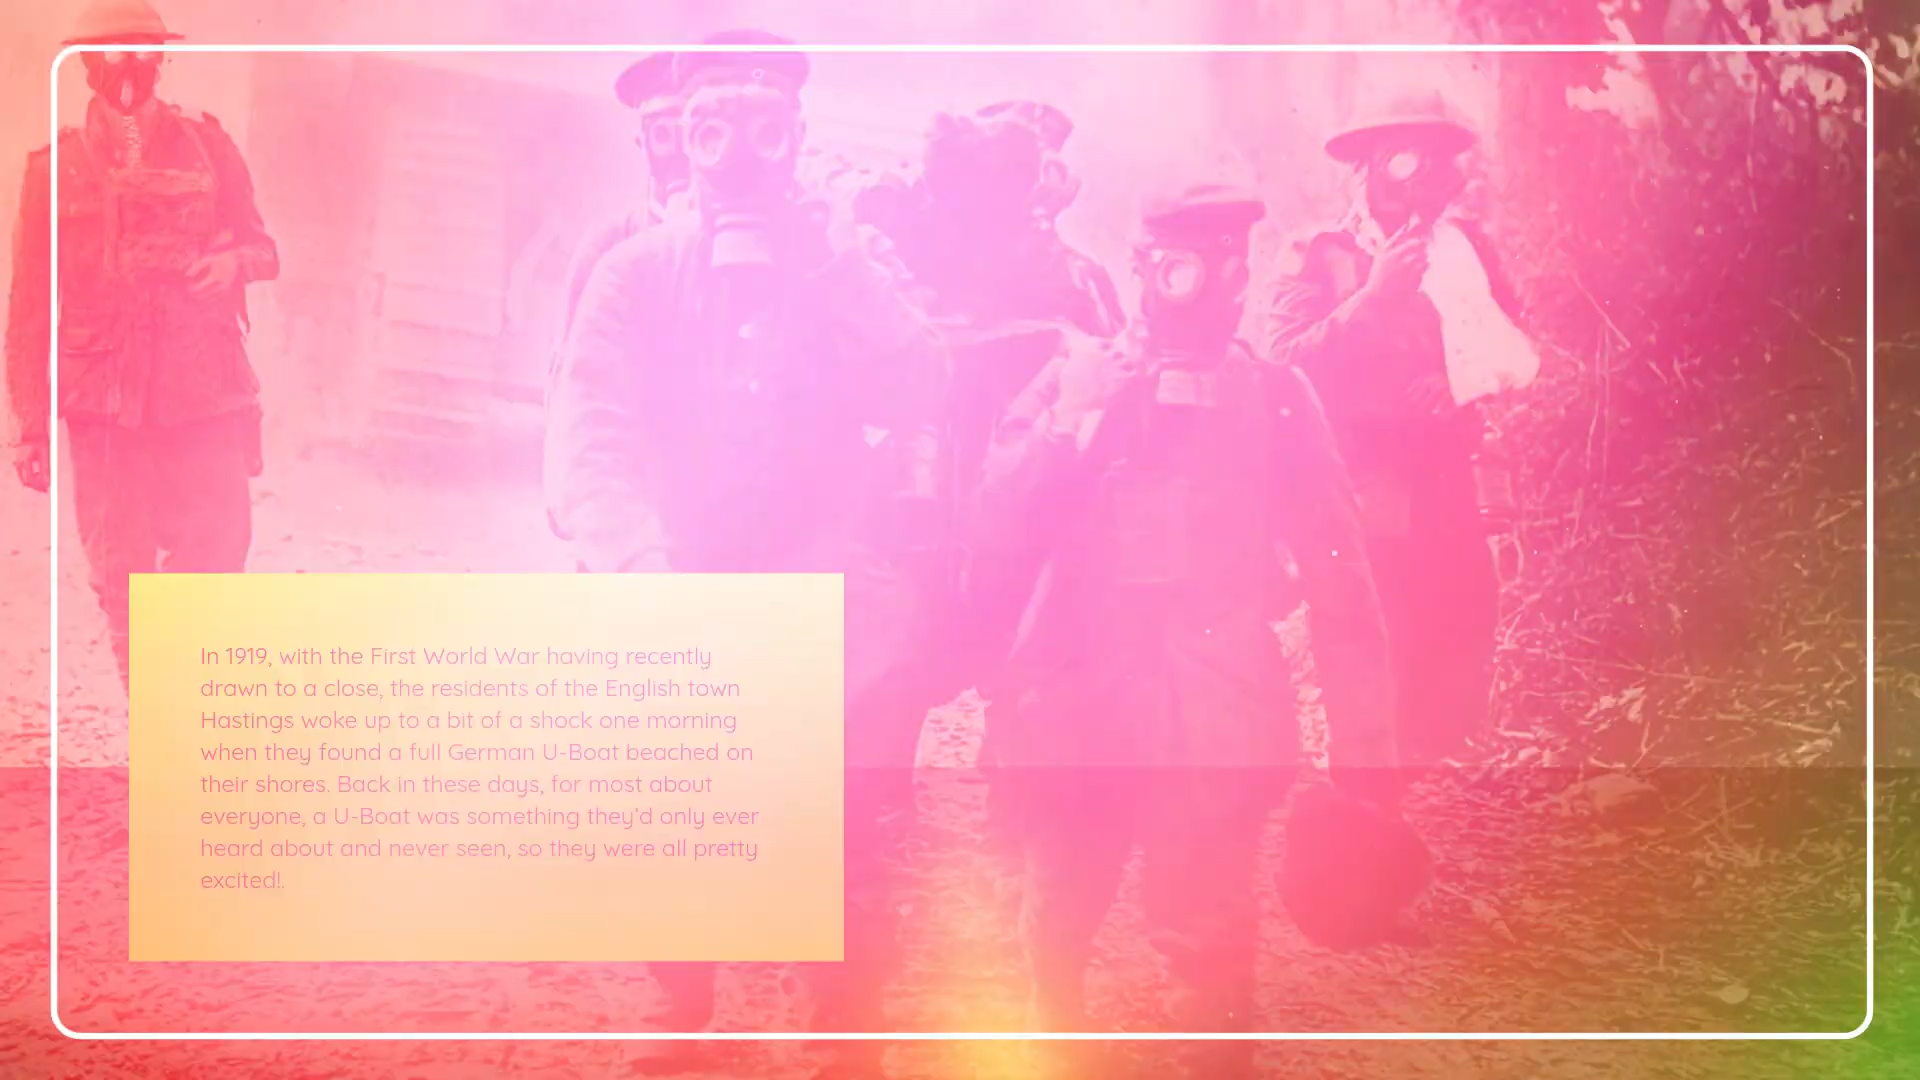 In 1919, with the First World War having recently
drawn to a close, the residents of the English town
Hastings woke up to a bit of a shock one morning
when they found a full German U-Boat beached on
their shores. Back in these days, for most about
everyone, a U-Boat was something they'd only ever
heard about and never seen, so they were all pretty
excited!.